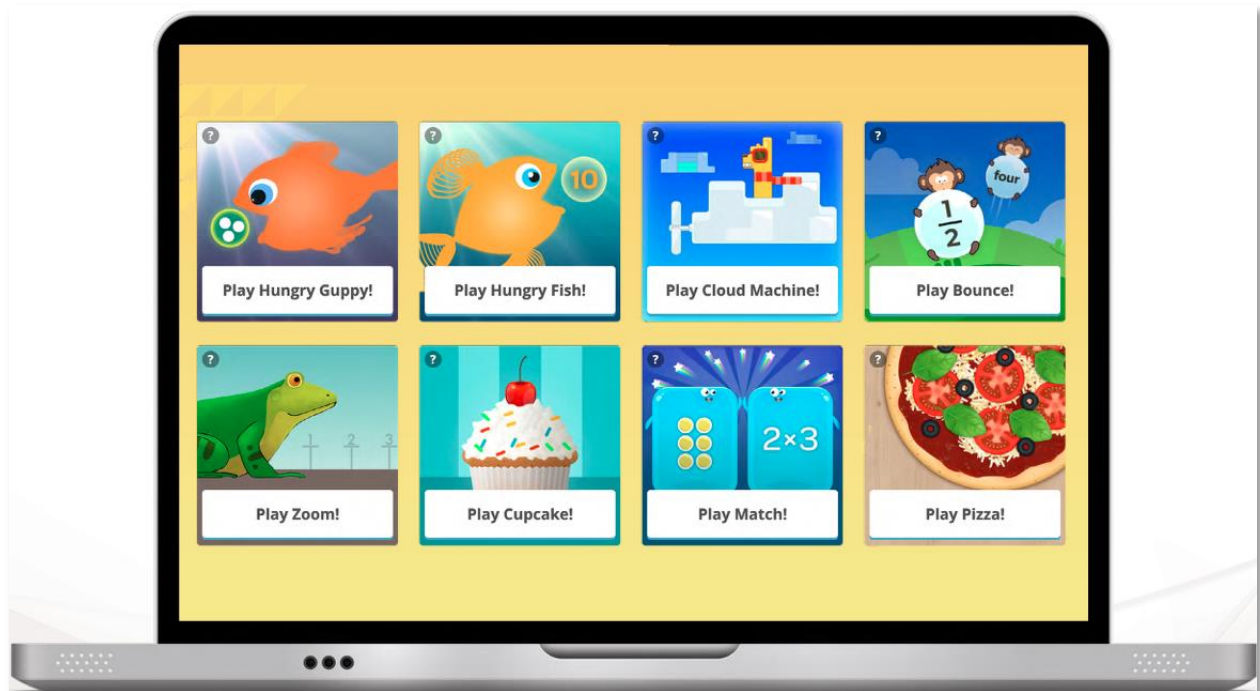 ?
?
?
?
10
four
1
2
Play Hungry Guppy!
Play Hungry Fish!
Play Cloud Machine!
Play Bounce!
?
?
?
?
1 2 3
2×3
Play Zoom!
Play Cupcake!
Play Match!
Play Pizza!